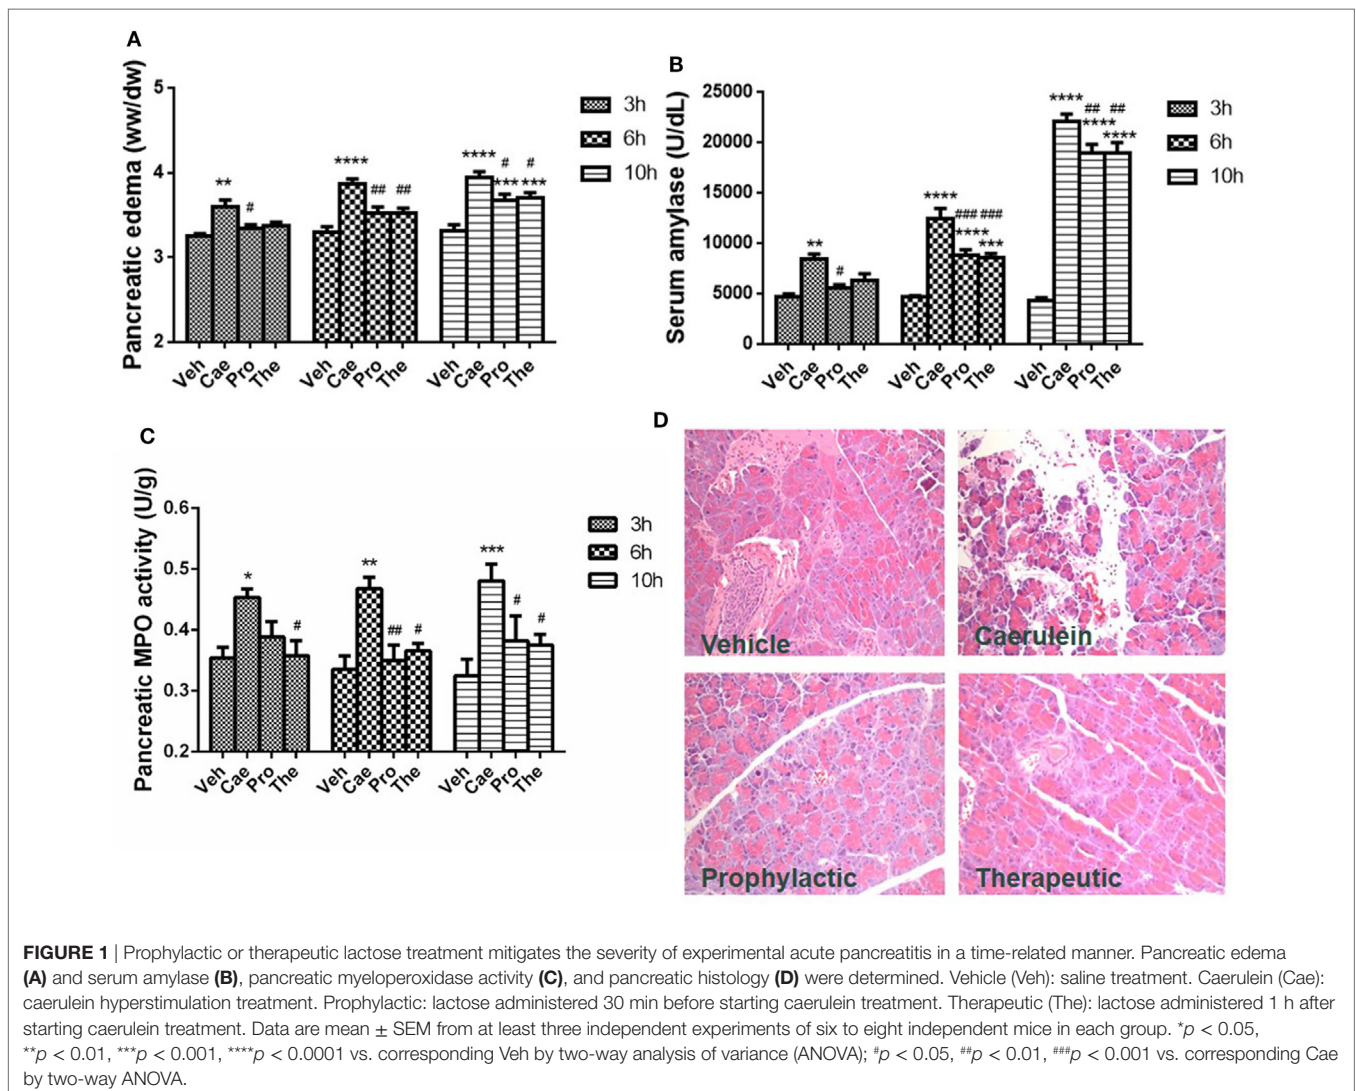 A
Pancreatic edema (ww/dw)
5
4
3
2
**
#
****
##
##
****
#
#
***
***
Veh
Cae
Pro
The
Veh
Cae
Pro
The
Veh
Cae
Pro
The
3h
6h
10h
B
Serum amylase (U/dL)
25000
20000
15000
10000
5000
0
**
#
****
###
###
****
***
****
##
##
****
****
Veh
Cae
Pro
The
Veh
Cae
Pro
The
Veh
Cae
Pro
The
3h
6h
10h
C
Pancreatic MPO activity (U/g)
0.6
0.5
0.4
0.3
0.2
*
#
**
##
#
***
#
#
Veh
Cae
Pro
The
Veh
Cae
Pro
The
Veh
Cae
Pro
The
3h
6h
10h
D
Vehicle
Caerulein
Prophylactic
Therapeutic
FIGURE 1 | Prophylactic or therapeutic lactose treatment mitigates the severity of experimental acute pancreatitis in a time-related manner. Pancreatic edema
(A) and serum amylase (B), pancreatic myeloperoxidase activity (C), and pancreatic histology (D) were determined. Vehicle (Veh): saline treatment. Caerulein (Cae):
caerulein hyperstimulation treatment. Prophylactic: lactose administered 30 min before starting caerulein treatment. Therapeutic (The): lactose administered 1 h after
starting caerulein treatment. Data are mean ± SEM from at least three independent experiments of six to eight independent mice in each group. *p < 0.05,
**p < 0.01, ***p < 0.001, ****p < 0.0001 vs. corresponding Veh by two-way analysis of variance (ANOVA); #p < 0.05, ##p < 0.01, ###p < 0.001 vs. corresponding Cae
by two-way ANOVA.